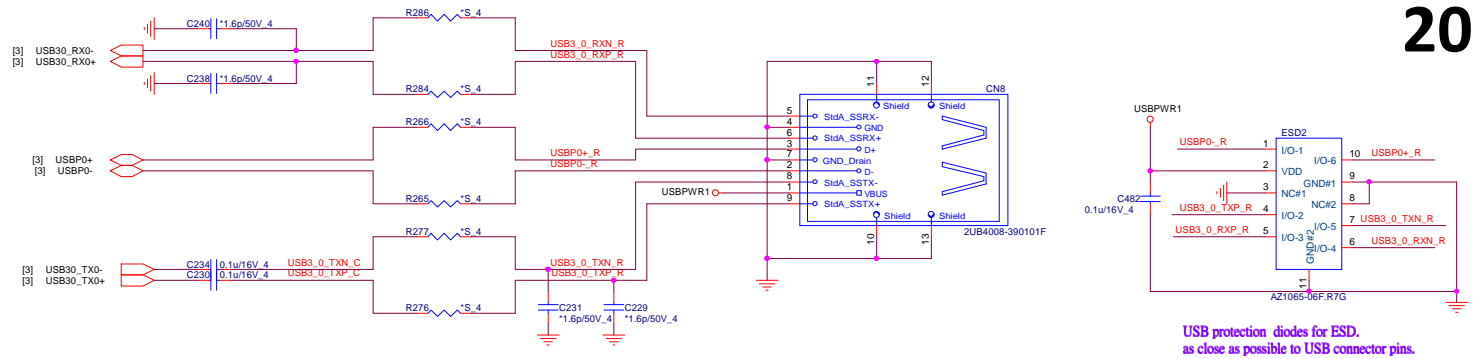 20
R286 *S_4
C240 *1.6p/50V_4
[3] USB30_RX0-
[3] USB30_RX0+
USB3_0_RXN_R
USB3_0_RXP_R
C238 *1.6p/50V_4
R284 *S_4
R266 *S_4
[3] USBP0+
[3] USBP0-
USBP0+_R
USBP0-_R
R265 *S_4
R277 *S_4
[3] USB30_TX0-
[3] USB30_TX0+
C234 0.1u/16V_4
C230 0.1u/16V_4
USB3_0_TXN_C
USB3_0_TXP_C
USB3_0_TXN_R
USB3_0_TXP_R
R276 *S_4
C231
*1.6p/50V_4
C229
*1.6p/50V_4
USBPWR1
CN8
11
12
Shield
Shield
5 StdA_SSRX-
4 GND
6 StdA_SSRX+
3 D+
7 GND_Drain
2 D-
8 StdA_SSTX-
1 VBUS
9 StdA_SSTX+
Shield
Shield
10
13
2UB4008-390101F
USBPWR1
ESD2
USBP0-_R 1 I/O-1
I/O-6 10 USBP0+_R
2 VDD
GND#1 9
3 NC#1
NC#2 8
C482
0.1u/16V_4
USB3_0_TXP_R 4 I/O-2
I/O-5 7 USB3_0_TXN_R
USB3_0_RXP_R 5 I/O-3
I/O-4 6 USB3_0_RXN_R
GND#2
11
AZ1065-06F.R7G
USB protection diodes for ESD.
as close as possible to USB connector pins.